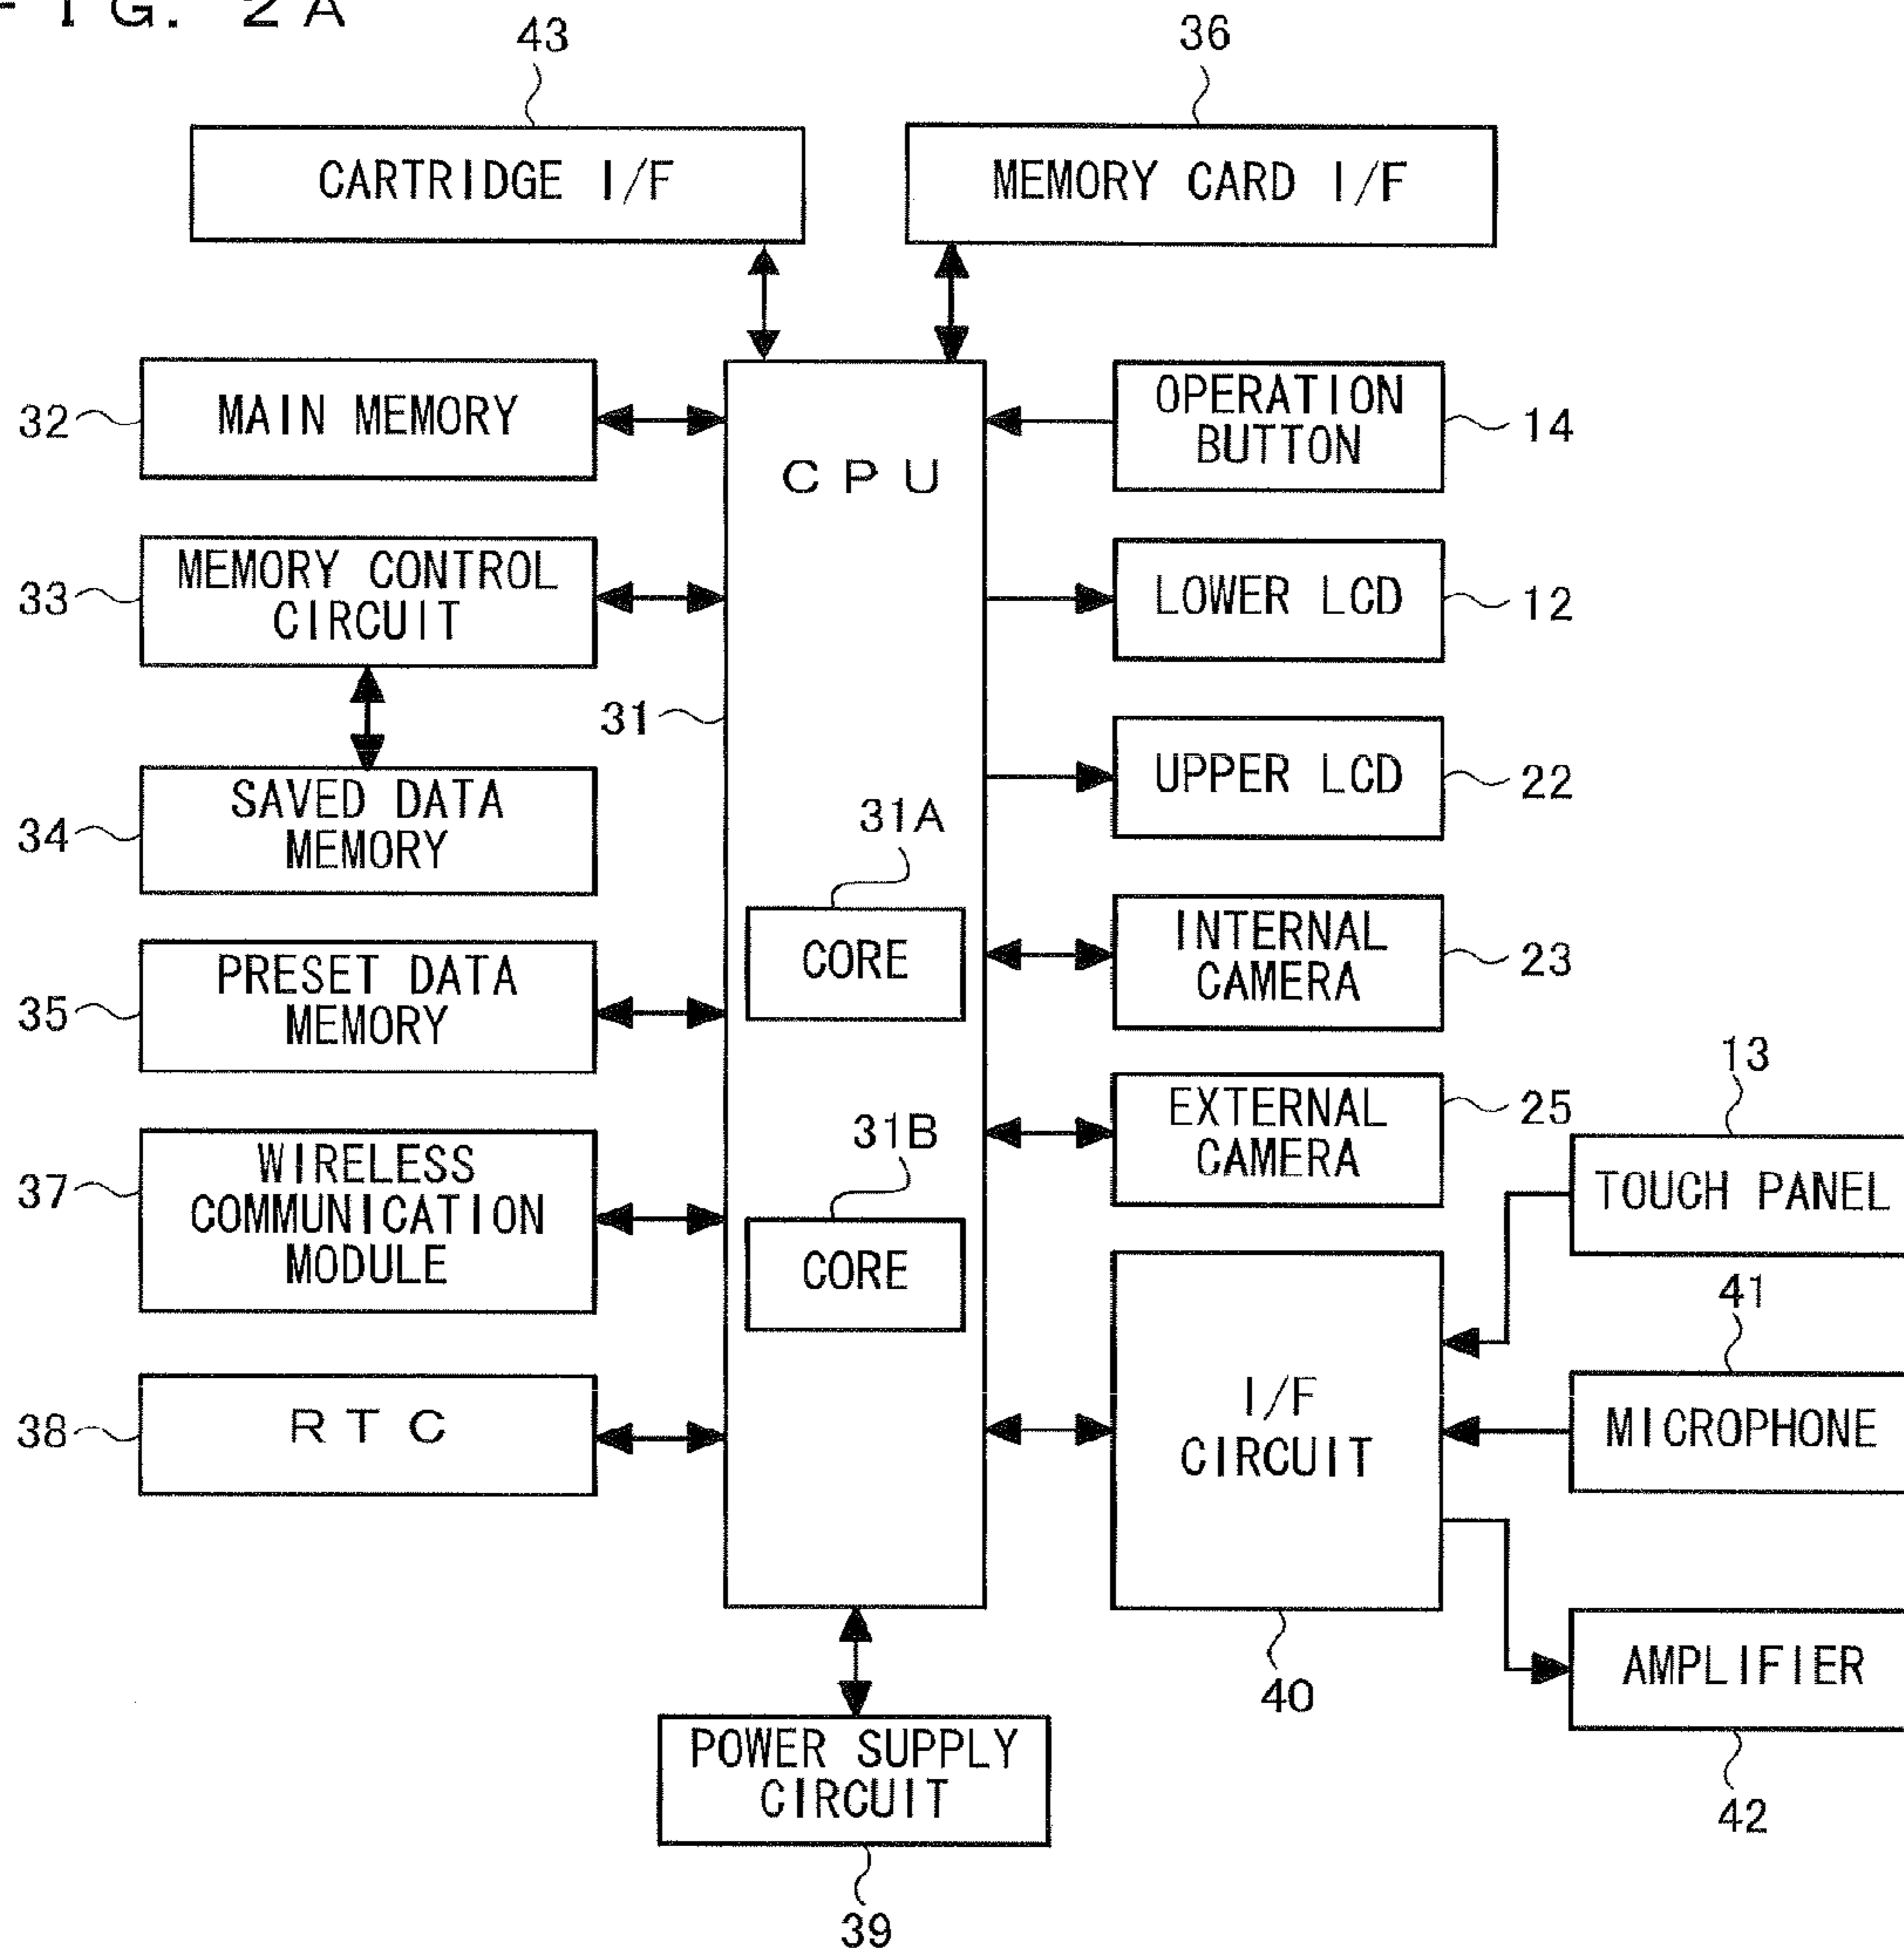 FIG. 2A
43
36
CARTRIDGE I/F
MEMORY CARD I/F
32
MAIN MEMORY
CPU
OPERATION
BUTTON
14
33
MEMORY CONTROL
CIRCUIT
LOWER LCD
12
31
34
SAVED DATA
MEMORY
UPPER LCD
22
31A
CORE
INTERNAL
CAMERA
23
35
PRESET DATA
MEMORY
13
31B
EXTERNAL
CAMERA
25
37
WIRELESS
COMMUNICATION
MODULE
TOUCH PANEL
CORE
41
38
RTC
I/F
CIRCUIT
MICROPHONE
40
AMPLIFIER
42
POWER SUPPLY
CIRCUIT
39